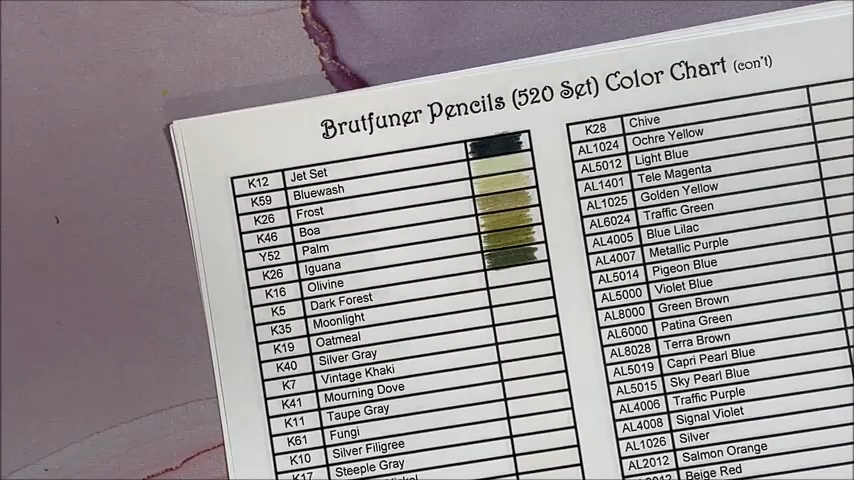 Brutfuner Pencils (520 Set) Color Chart (con't)
K12 Jet Set
K59 Bluewash
K26 Frost
K46 Boa
Y52 Palm
K26 Iguana
K16 Olivine
K5 Dark Forest
K35 Moonlight
K19 Oatmeal
K40 Silver Gray
K7 Vintage Khaki
K41 Mourning Dove
K11 Taupe Gray
K61 Fungi
K10 Silver Filigree
K17 Steeple Gray
K28 Chive
AL1024 Ochre Yellow
AL5012 Light Blue
AL1401 Tele Magenta
AL1025 Golden Yellow
AL6024 Traffic Green
AL4005 Blue Lilac
AL4007 Metallic Purple
AL5014 Pigeon Blue
AL5000 Violet Blue
AL8000 Green Brown
AL6000 Patina Green
AL8028 Terra Brown
AL5019 Capri Pearl Blue
AL5015 Sky Pearl Blue
AL4006 Traffic Purple
AL4008 Signal Violet
AL1026 Silver
AL2012 Salmon Orange
Beige Red